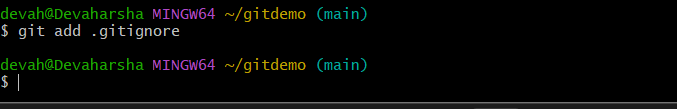 devah@Devaharsha MINGW64 ~/gitdemo (main)
$ git add .gitignore
devah@Devaharsha MINGW64 ~/gitdemo (main)
$